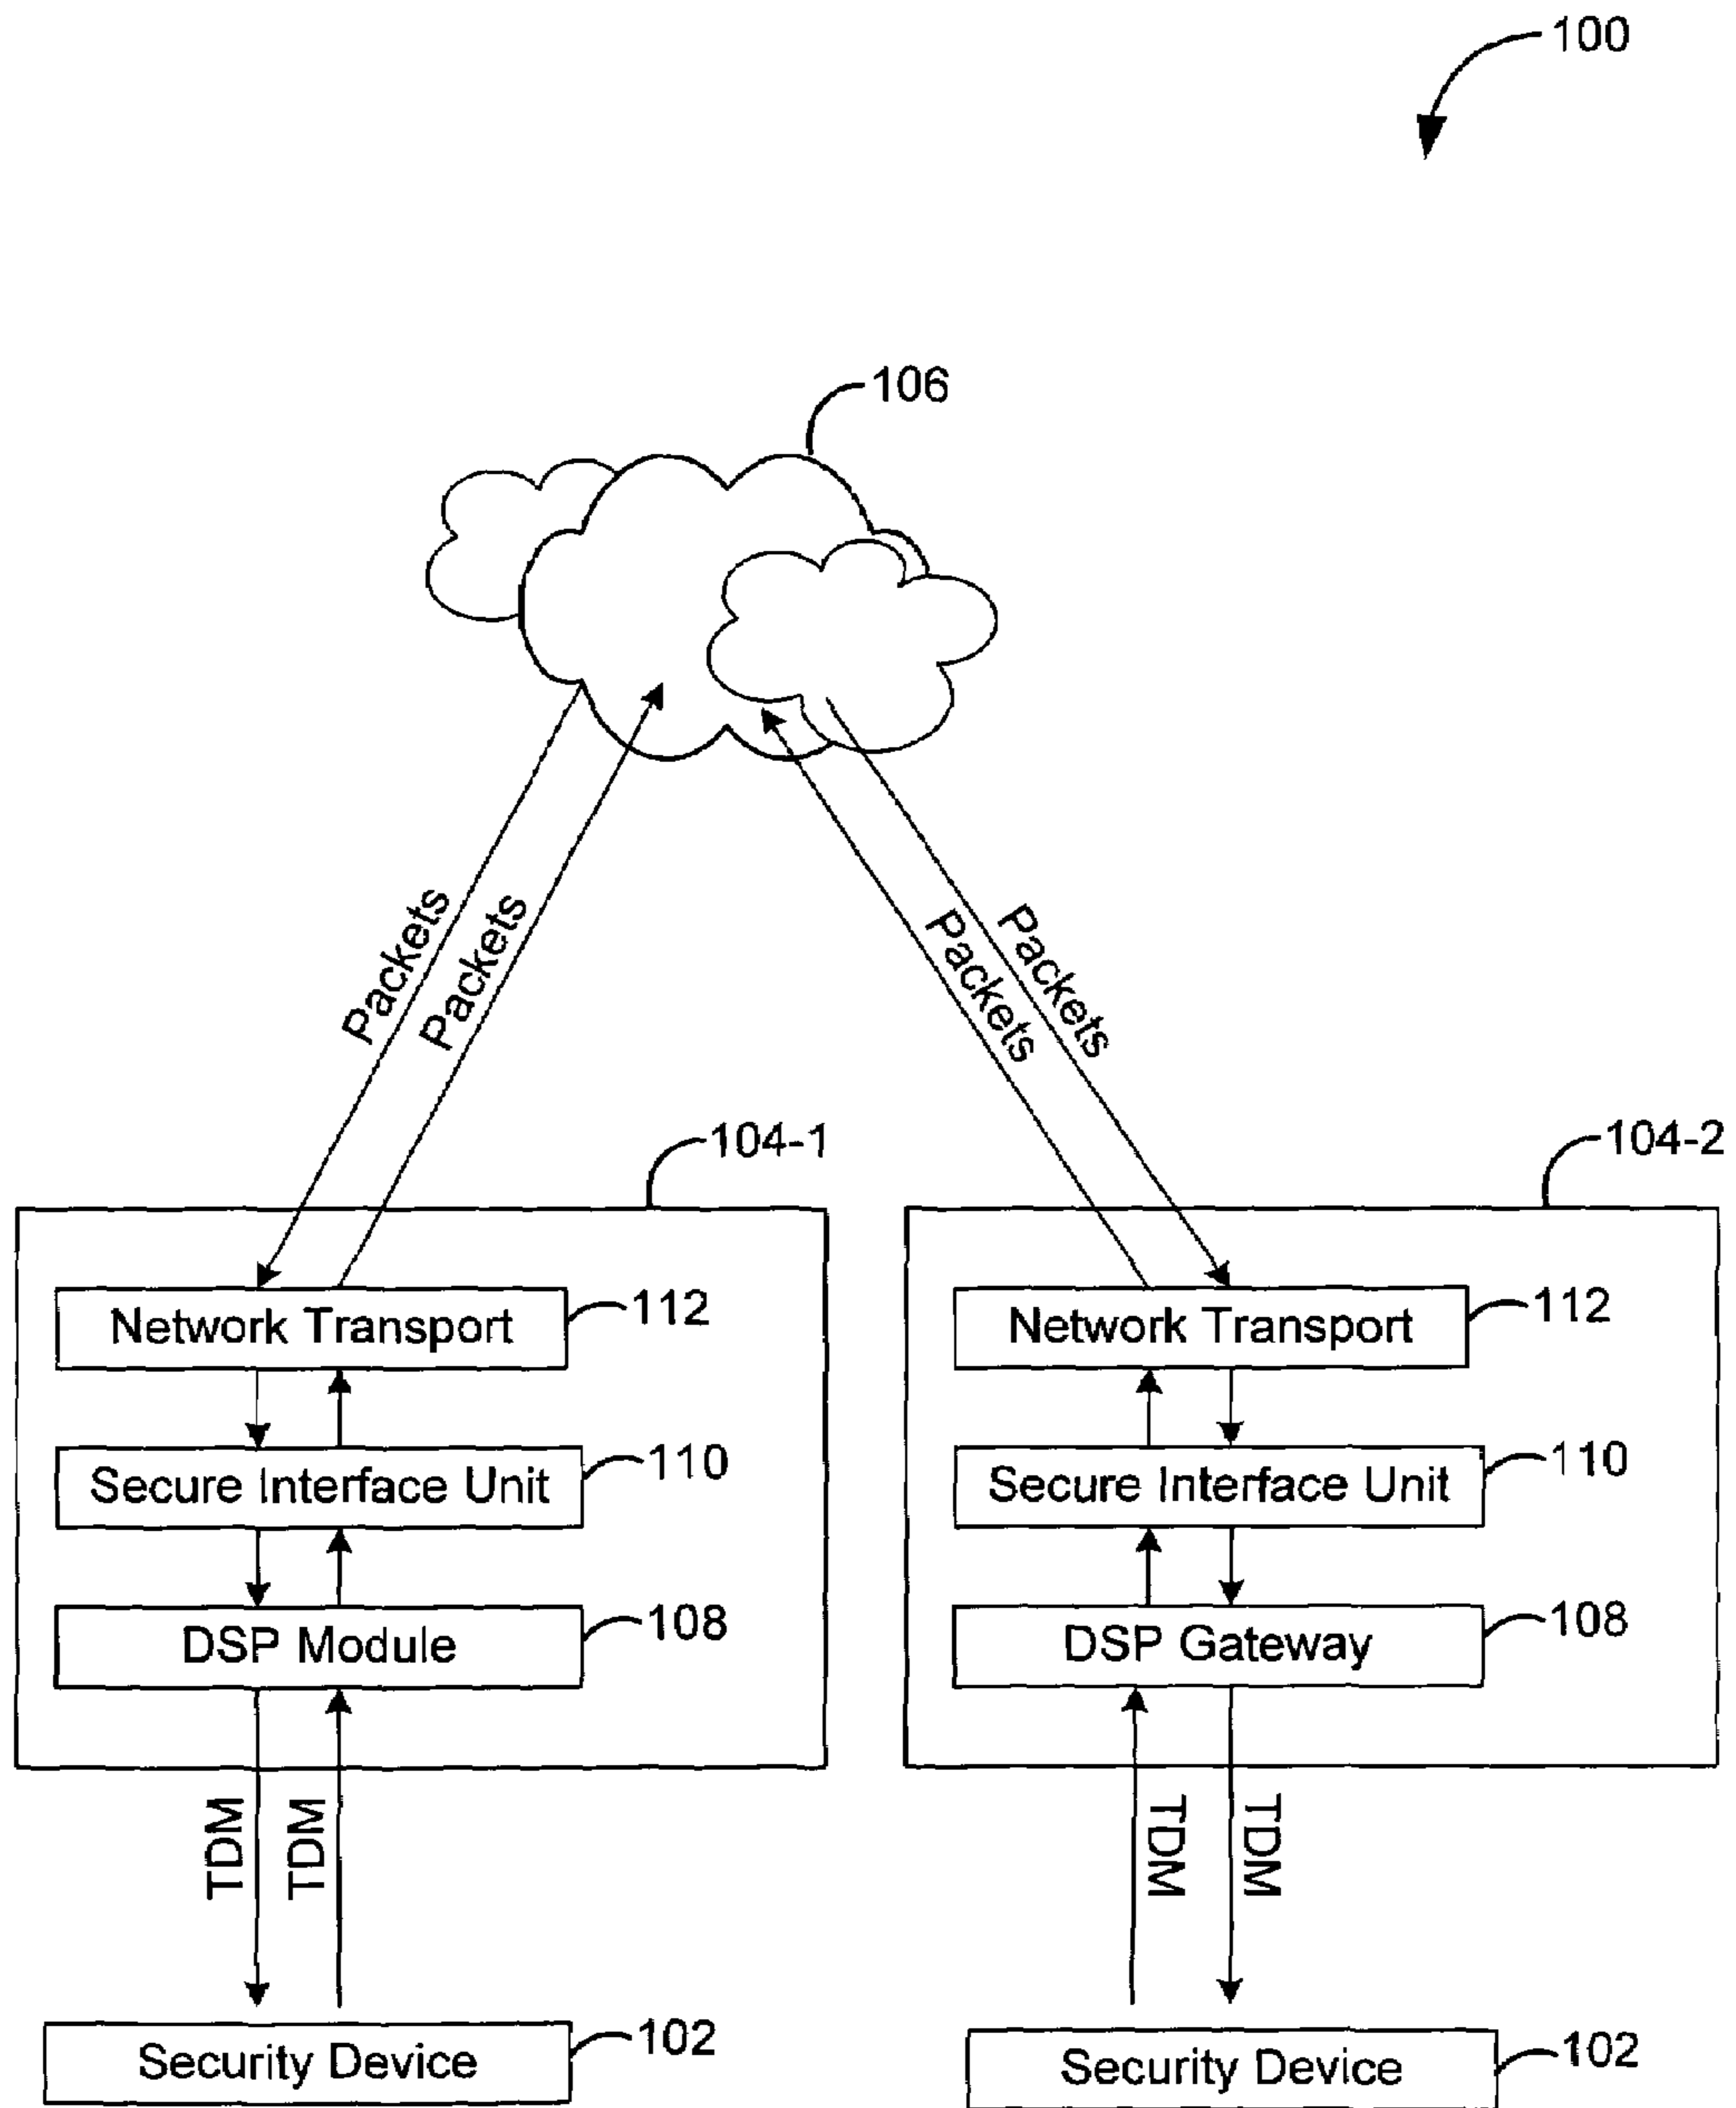 100
106
Packets
Packets
Packets
Packets
104-1
104-2
Network Transport
112
Network Transport
112
Secure Interface Unit
110
Secure Interface Unit
110
DSP Module
108
DSP Gateway
108
TDM
TDM
TDM
TDM
Security Device
102
Security Device
102